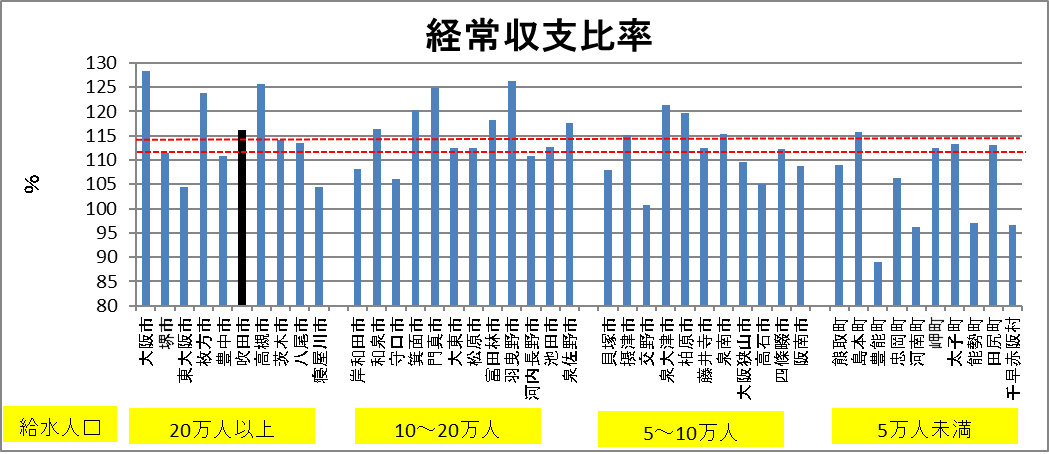 経常収支比率
%
130
125
120
115
110
105
100
95
90
85
80
大阪市
堺市
東大阪市
枚方市
豊中市
吹田市
高槻市
茨木市
八尾市
寝屋川市
岸和田市
和泉市
守口市
箕面市
門真市
大東市
松原市
富田林市
羽曳野市
河内長野市
池田市
泉佐野市
貝塚市
摂津市
交野市
泉大津市
柏原市
藤井寺市
泉南市
大阪狭山市
高石市
四條畷市
阪南市
熊取町
島本町
豊能町
忠岡町
河南町
岬町
太子町
能勢町
田尻町
千早赤阪村
給水人口
20万人以上
10～20万人
5～10万人
5万人未満